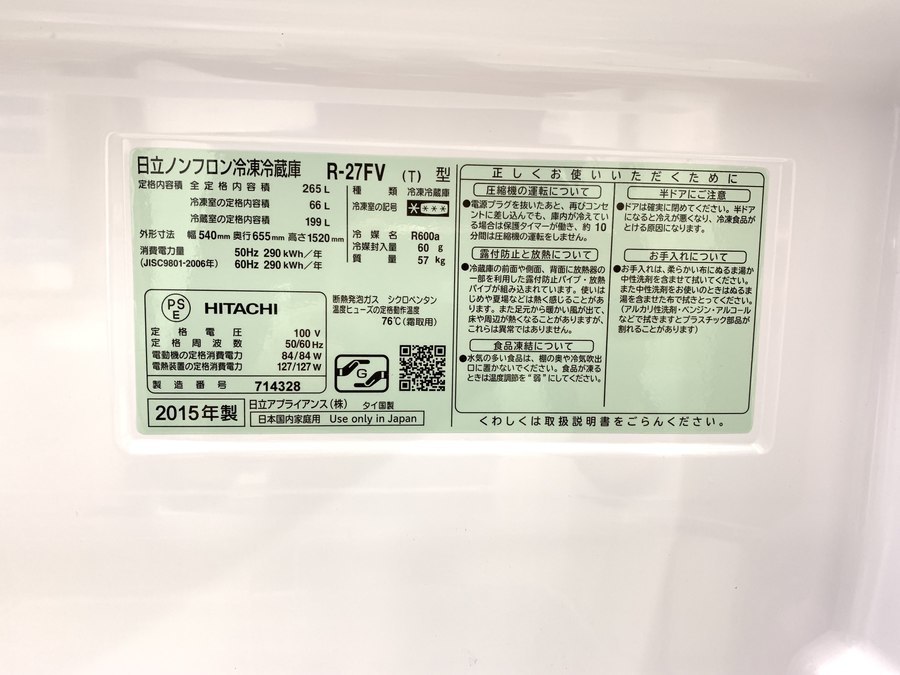 日立ノンフロン冷凍冷蔵庫 R-27FV (T) 型
定格内容積 全定格内容積 265 L
冷凍室の定格内容積 66 L
冷蔵室の定格内容積 199 L
外形寸法 幅 540mm 奥行 655mm 高さ 1520mm
消費電力量 50Hz 290 kWh／年
(JISC9801-2006年) 60Hz 290 kWh／年
種類 冷凍冷蔵庫
冷凍室の記号 ****
冷媒 R600a
冷媒封入量 60 g
質量 57 kg
PSE HITACHI
定格電圧 100 V
定格周波数 50/60 Hz
電動機の定格消費電力 84/84 W
電熱装置の定格消費電力 127/127 W
製造番号 714328
断熱発泡ガス シクロペンタン
温度ヒューズの定格動作温度
76℃（霜取用）
G
2015年製
日立アプライアンス（株） タイ国製
日本国内家庭用 Use only in Japan
正しくお使いいただくために
圧縮機の運転について
●電源プラグを抜いたあと、再びコンセ
ントに差し込んでも、庫内が冷えてい
る場合は保護タイマーが働き、約 10
分間は圧縮機の運転をしません。
露付防止と放熱について
●冷蔵庫の前面や側面、背面に放熱器の
一部を利用した露付防止パイプ・放熱
パイプが組み込まれています。使いは
じめや夏場などは熱く感じることがあ
ります。また足元から暖かい風が出て、
床や周辺が熱くなることがありますが、
これらは異常ではありません。
食品凍結について
●水気の多い食品は、棚の奥や冷気吹出
口に置かないでください。食品が凍る
ときは温度調節を“弱”にしてください。
半ドアにご注意
●ドアは確実に閉めてください。半ドア
になると冷えが悪くなり、冷凍食品が
とける原因になります。
お手入れについて
●お手入れは、柔らかい布にぬるま湯か
中性洗剤を含ませて拭いてください。
また中性洗剤をお使いのときはぬるま
湯を含ませた布で拭きとってください。
（アルカリ性洗剤・ベンジン・アルコール
などで拭きますとプラスチック部品が
割れることがあります）
くわしくは取扱説明書をごらんください。